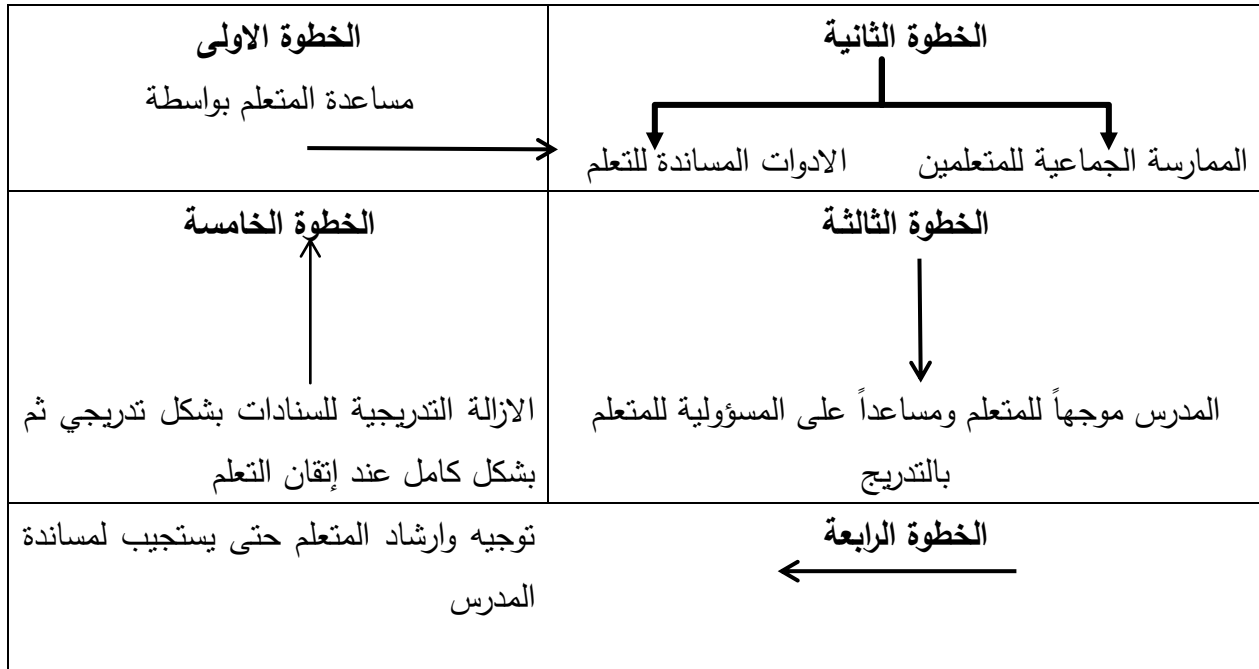 الخطوة الاولى
مساعدة المتعلم بواسطة
الخطوة الثانية
الممارسة الجماعية للمتعلمين
الادوات المساندة للتعلم
الخطوة الثالثة
المدرس موجهاً للمتعلم ومساعداً على المسؤولية للمتعلم
بالتدريج
الخطوة الخامسة
الازالة التدريجية للسنادات بشكل تدريجي ثم
بشكل كامل عند إتقان التعلم
الخطوة الرابعة
توجيه وارشاد المتعلم حتى يستجيب لمساندة
المدرس